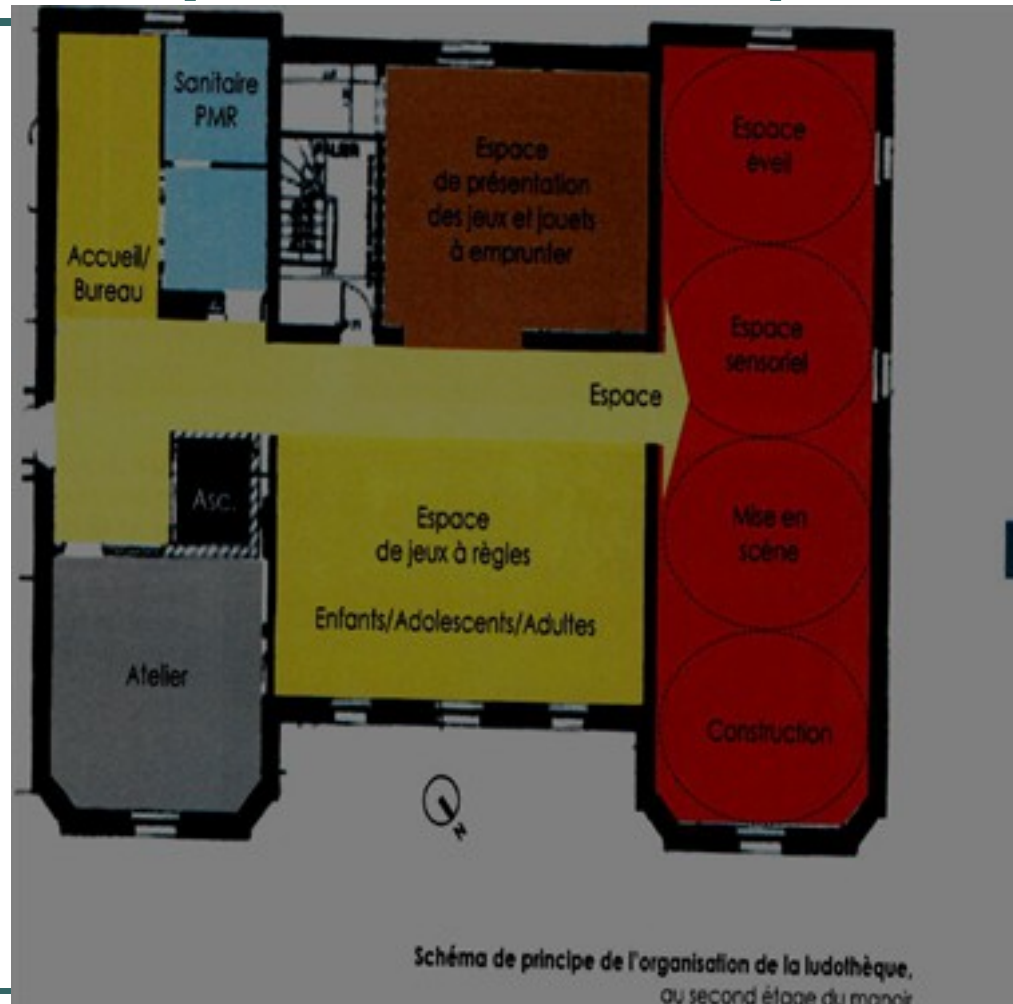 Sanitaire
PMR
PALIER
Espace
de présentation
des jeux et jouets
à emprunter
Espace
éveil
Accueil/
Bureau
Espace
sensoriel
Espace
Asc.
Espace
de jeux à règles
Enfants/Adolescents/Adultes
Mise en
scène
Atelier
Construction
N
Schéma de principe de l'organisation de la ludothèque,
au second étage du manoir